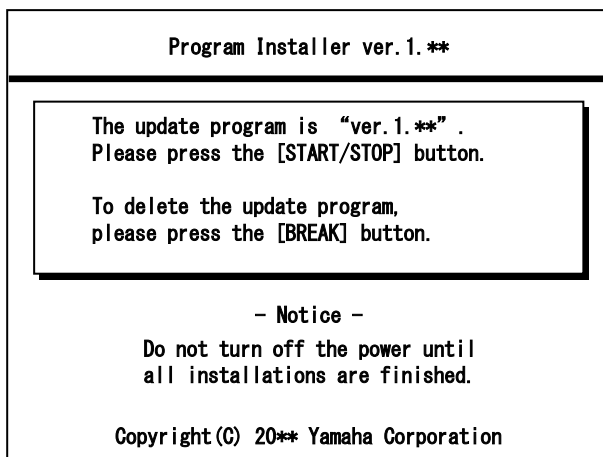 Program Installer ver.1.**
The update program is “ver.1.**”.
Please press the [START/STOP] button.
To delete the update program,
please press the [BREAK] button.
– Notice –
Do not turn off the power until
all installations are finished.
Copyright(C) 20** Yamaha Corporation